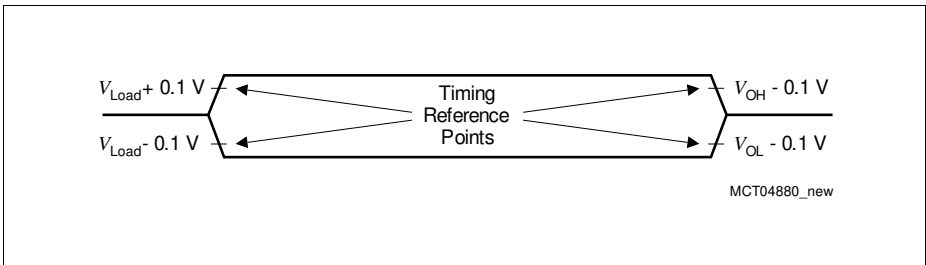 V_Load + 0.1 V
Timing
Reference
Points
V_OH - 0.1 V
V_Load - 0.1 V
V_OL - 0.1 V
MCT04880_new